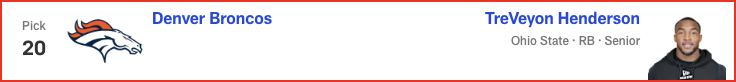 Pick
20
Denver Broncos
TreVeyon Henderson
Ohio State · RB · Senior